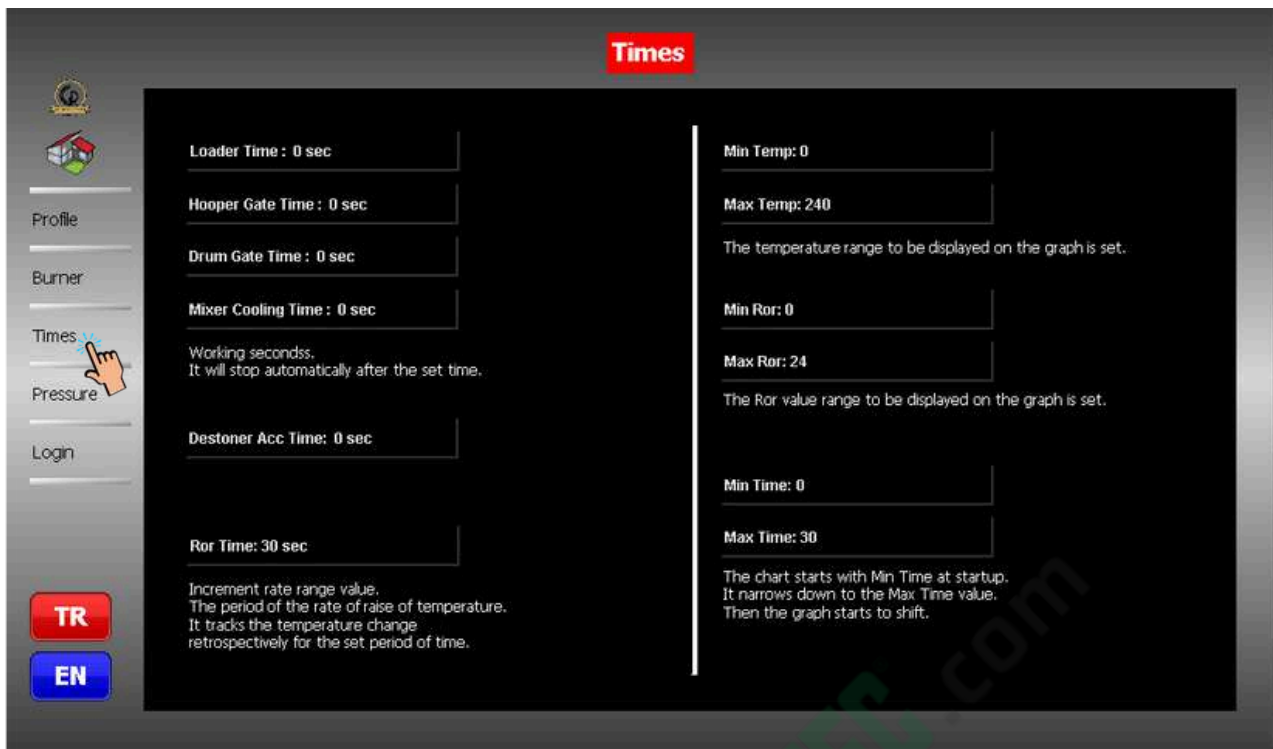 Times
Profile
Burner
Times
Pressure
Login
TR
EN
Loader Time : 0 sec
Hooper Gate Time : 0 sec
Drum Gate Time : 0 sec
Mixer Cooling Time : 0 sec
Working secondss.
It will stop automatically after the set time.
Destoner Acc Time: 0 sec
Ror Time: 30 sec
Increment rate range value.
The period of the rate of raise of temperature.
It tracks the temperature change
retrospectively for the set period of time.
Min Temp: 0
Max Temp: 240
The temperature range to be displayed on the graph is set.
Min Ror: 0
Max Ror: 24
The Ror value range to be displayed on the graph is set.
Min Time: 0
Max Time: 30
The chart starts with Min Time at startup.
It narrows down to the Max Time value.
Then the graph starts to shift.
.com